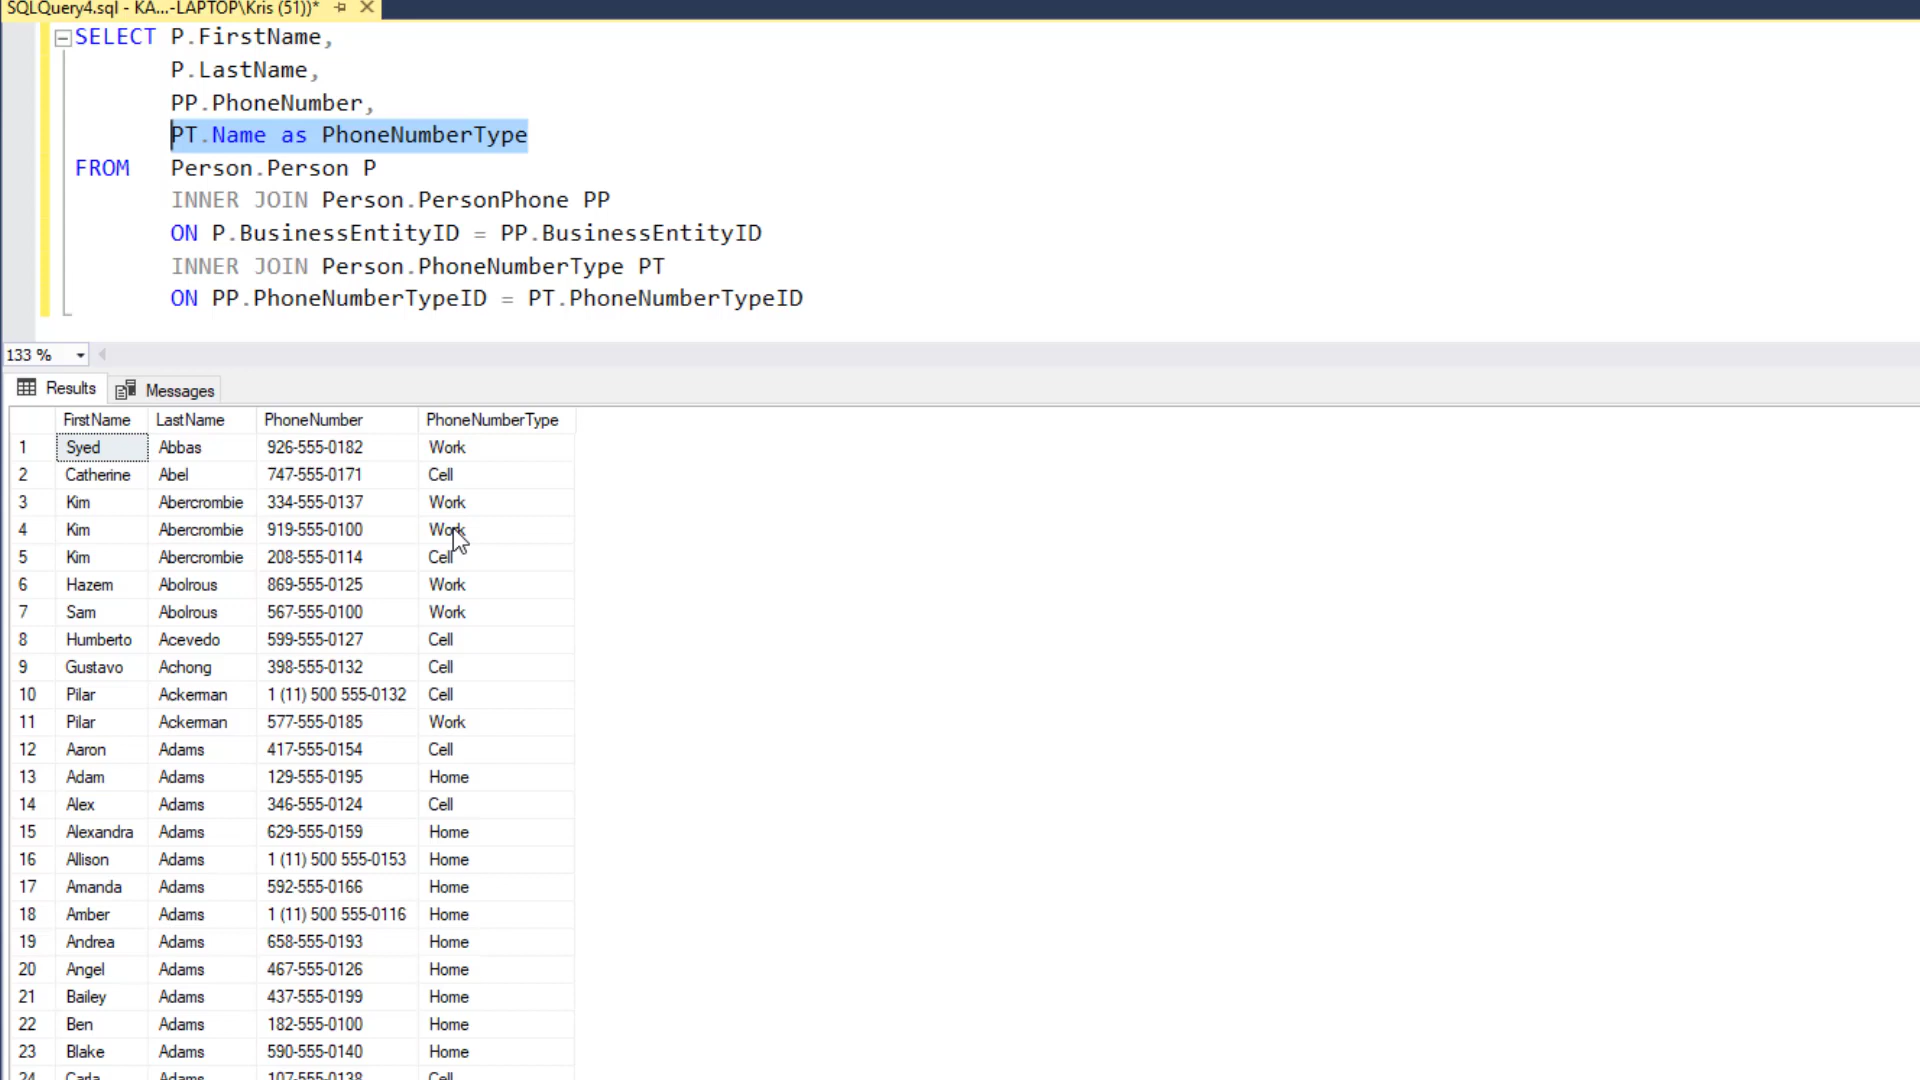 SQLQuery4.sql - KA...-LAPTOP\Kris (51))*
SELECT P.FirstName,
P.LastName,
PP.PhoneNumber,
PT.Name as PhoneNumberType
FROM Person.Person P
INNER JOIN Person.PersonPhone PP
ON P.BusinessEntityID = PP.BusinessEntityID
INNER JOIN Person.PhoneNumberType PT
ON PP.PhoneNumberTypeID = PT.PhoneNumberTypeID
133 %
Results Messages
FirstName LastName PhoneNumber PhoneNumberType
1 Syed Abbas 926-555-0182 Work
2 Catherine Abel 747-555-0171 Cell
3 Kim Abercrombie 334-555-0137 Work
4 Kim Abercrombie 919-555-0100 Work
5 Kim Abercrombie 208-555-0114 Cell
6 Hazem Abolrous 869-555-0125 Work
7 Sam Abolrous 567-555-0100 Work
8 Humberto Acevedo 599-555-0127 Cell
9 Gustavo Achong 398-555-0132 Cell
10 Pilar Ackerman 1 (11) 500 555-0132 Cell
11 Pilar Ackerman 577-555-0185 Work
12 Aaron Adams 417-555-0154 Cell
13 Adam Adams 129-555-0195 Home
14 Alex Adams 346-555-0124 Cell
15 Alexandra Adams 629-555-0159 Home
16 Allison Adams 1 (11) 500 555-0153 Home
17 Amanda Adams 592-555-0166 Home
18 Amber Adams 1 (11) 500 555-0116 Home
19 Andrea Adams 658-555-0193 Home
20 Angel Adams 467-555-0126 Home
21 Bailey Adams 437-555-0199 Home
22 Ben Adams 182-555-0100 Home
23 Blake Adams 590-555-0140 Home
24 Carla Adams 107-555-0138 Cell